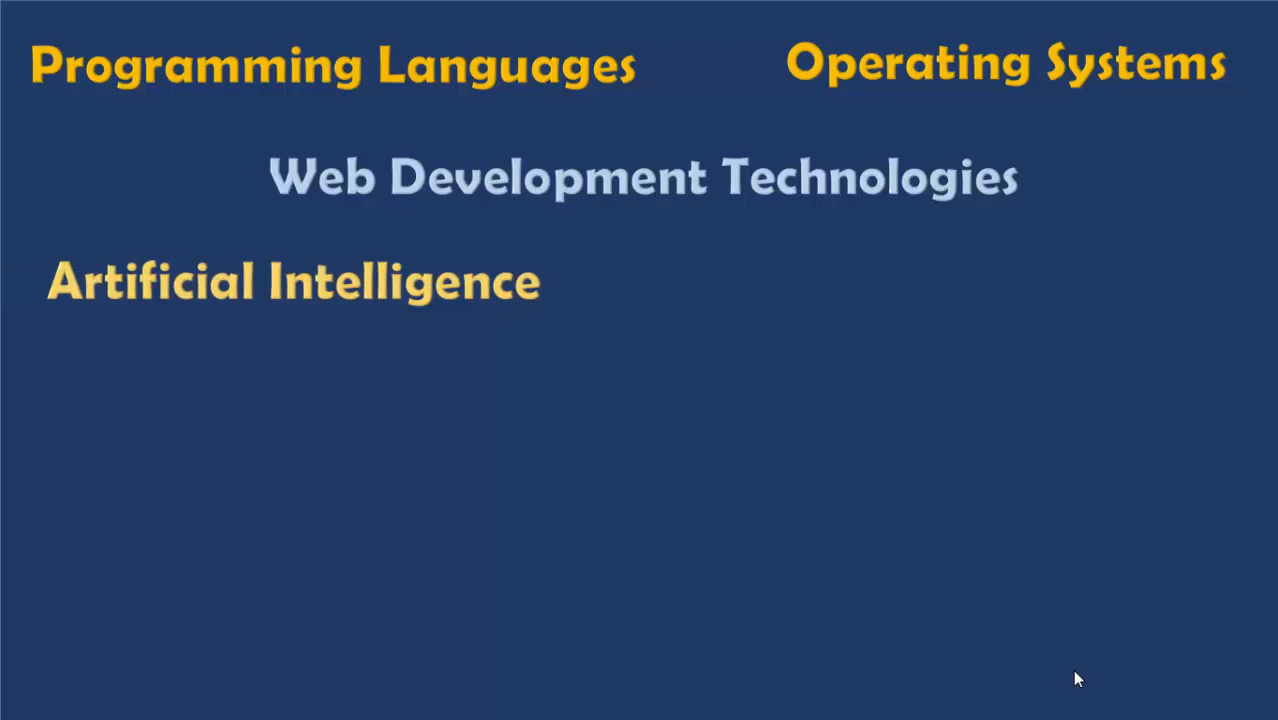 Programming Languages
Operating Systems
Web Development Technologies
Artificial Intelligence